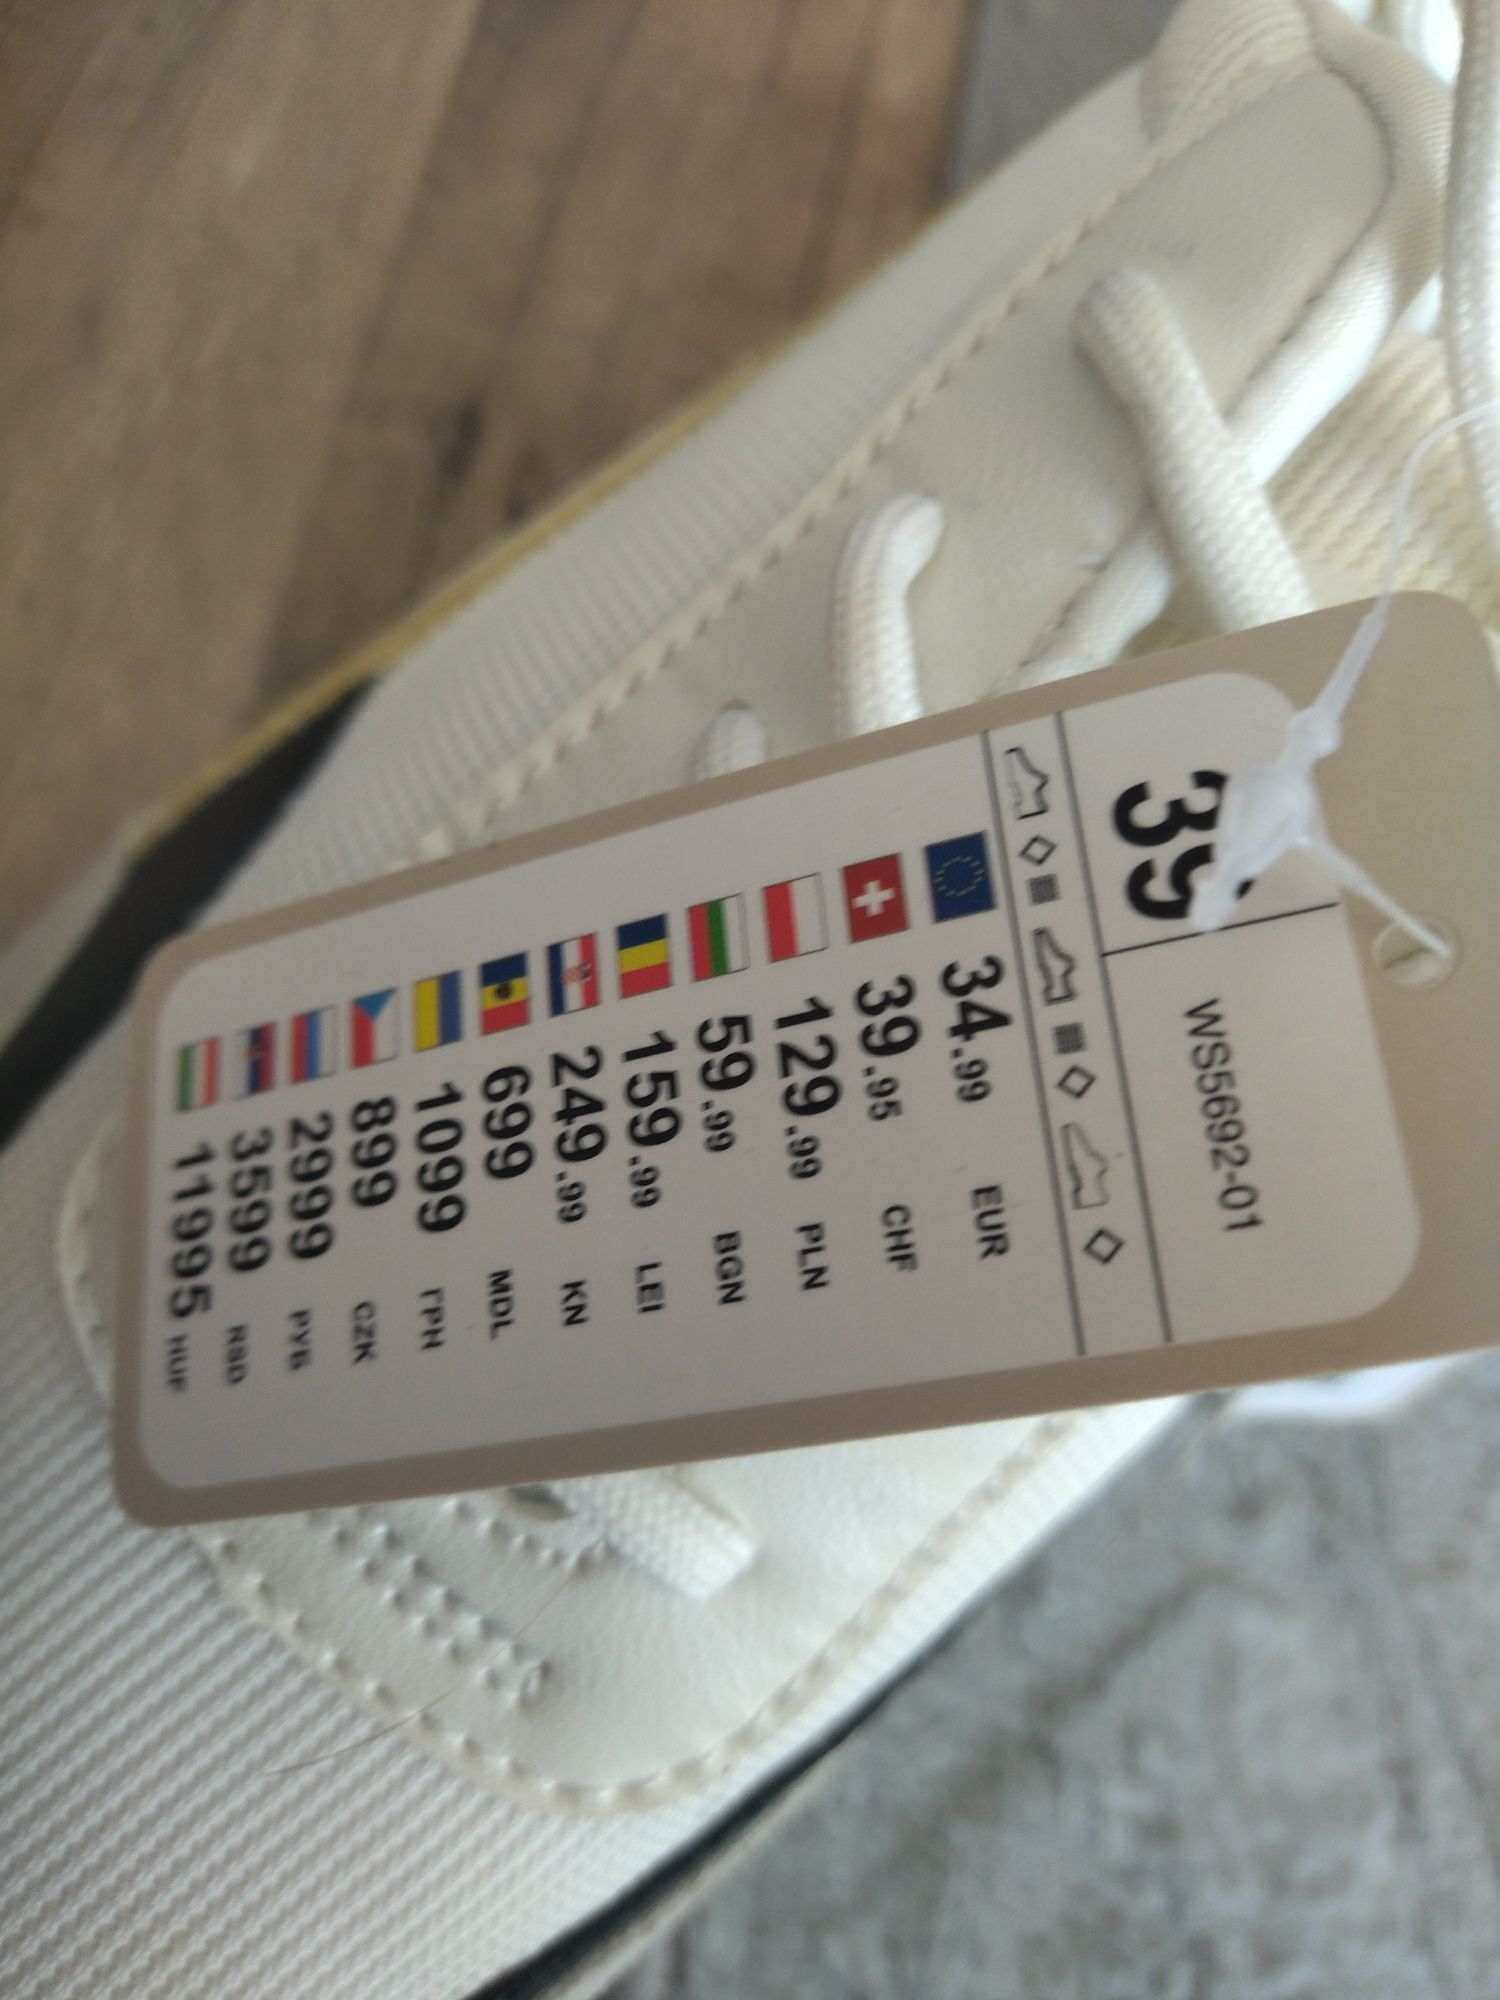 39 WS5692-01
34.99 EUR
39.95 CHF
129.99 PLN
59.99 BGN
159.99 LEI
249.99 KN
699 MDL
1099 ГРН
899 CZK
2999 РУБ
3599 RSD
11995 HUF